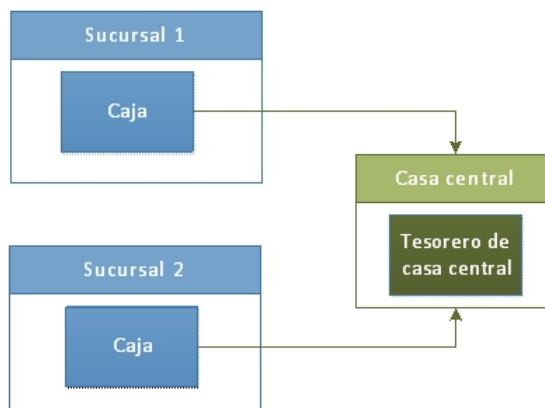 Sucursal 1
Caja
Casa central
Tesorero de
casa central
Sucursal 2
Caja